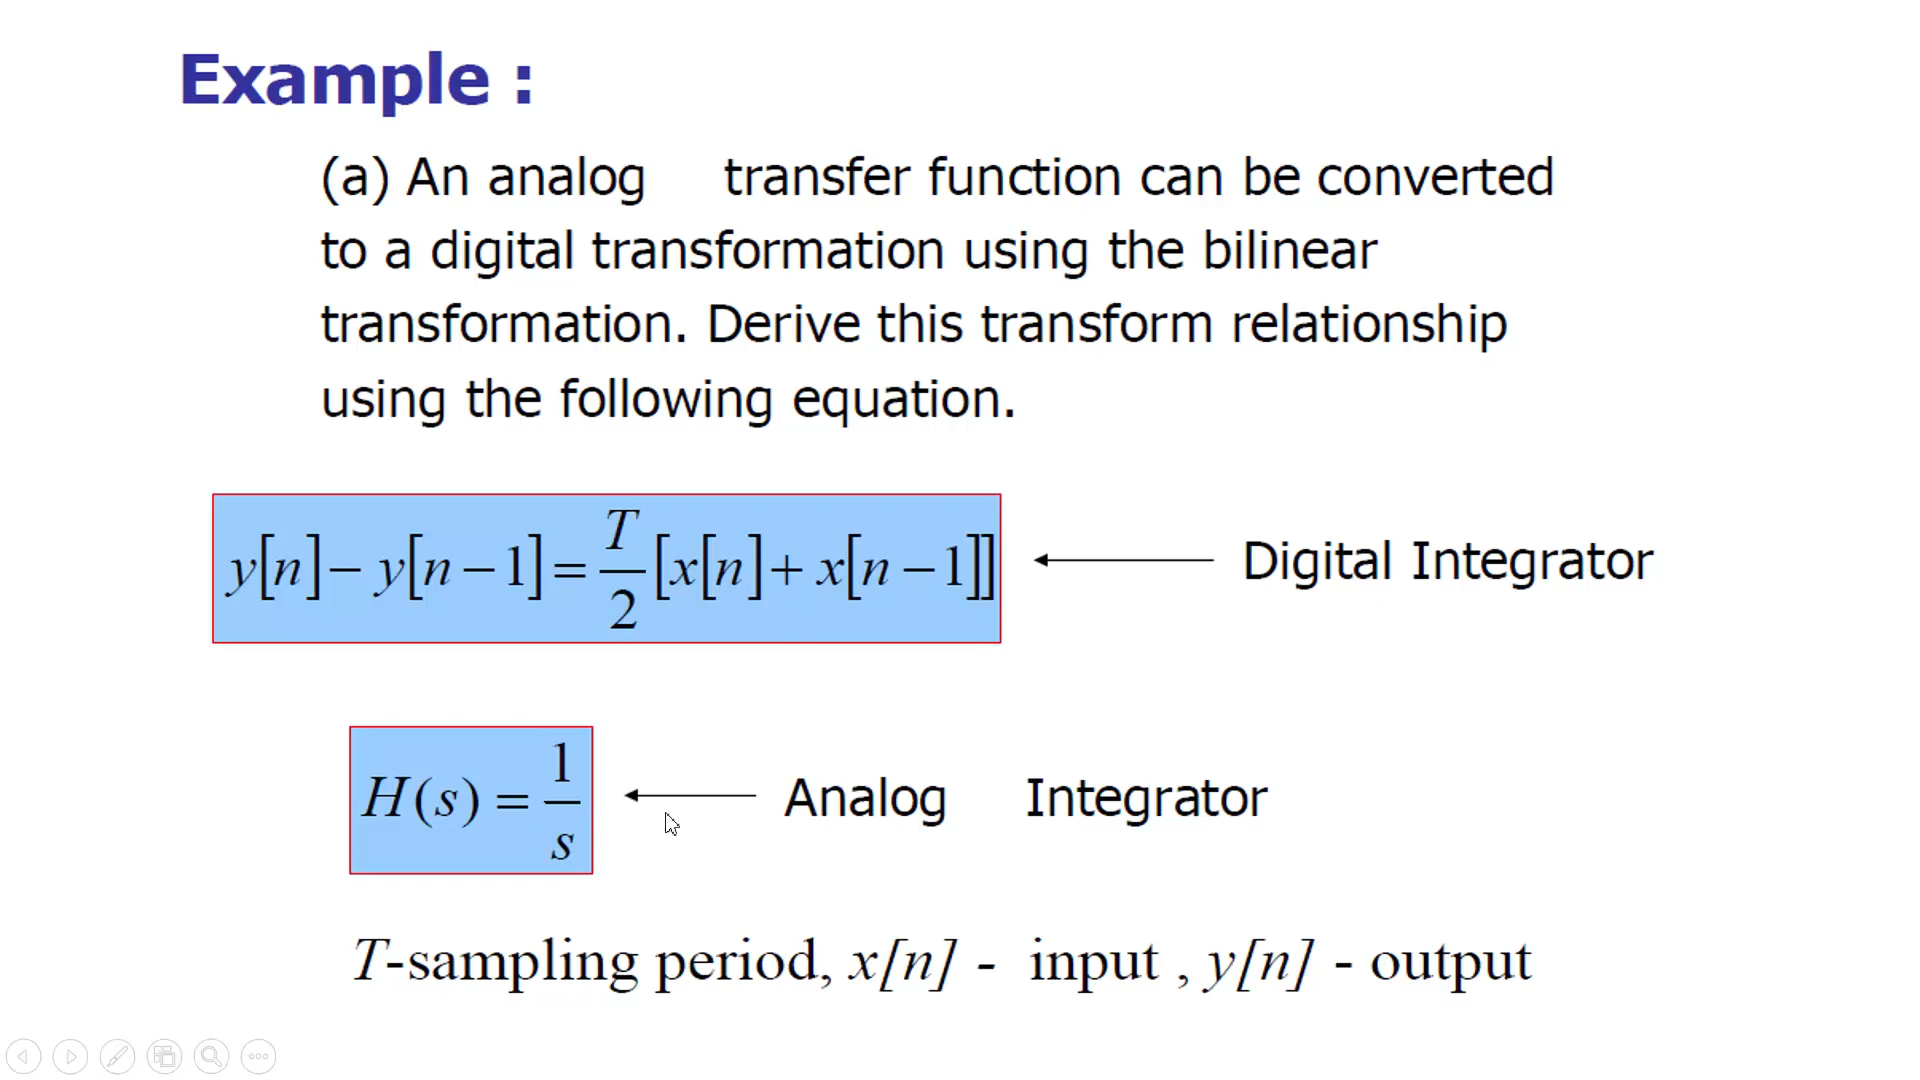 Example :
(a) An analog transfer function can be converted
to a digital transformation using the bilinear
transformation. Derive this transform relationship
using the following equation.
y[n] − y[n − 1] = T/2 [x[n] + x[n − 1]] Digital Integrator
H(s) = 1/s Analog Integrator
T-sampling period, x[n] - input , y[n] - output